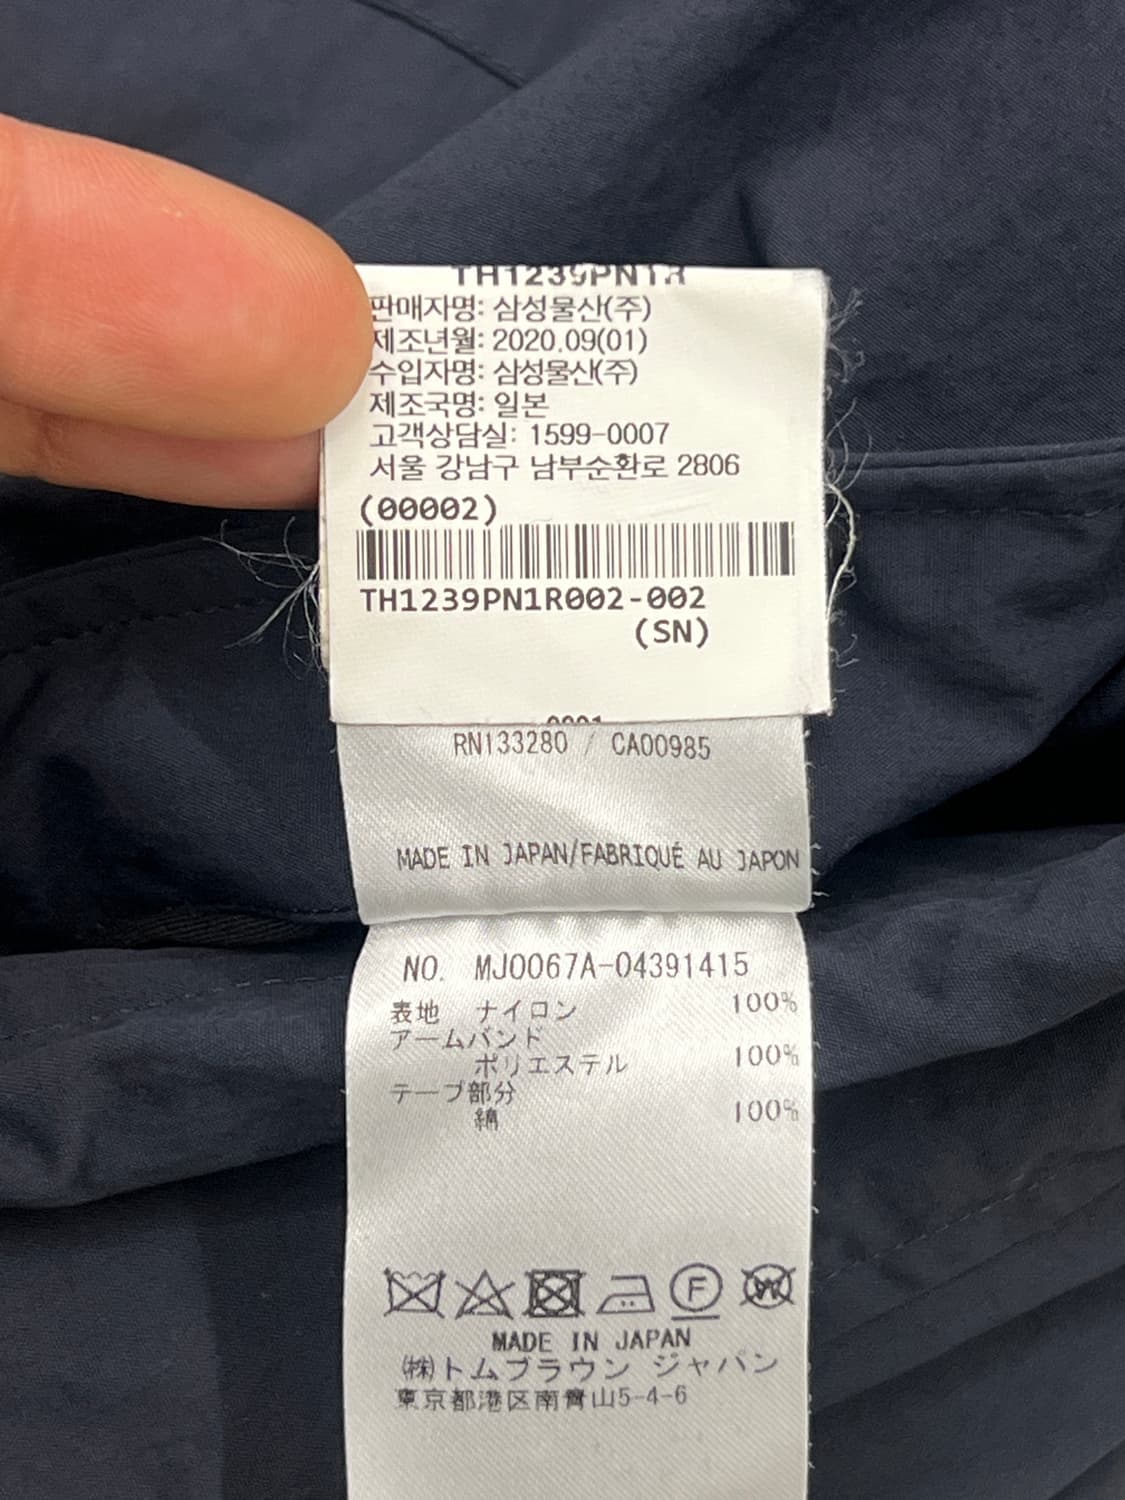 TH1239PN1R
판매자명: 삼성물산(주)
제조년월: 2020.09(01)
수입자명: 삼성물산(주)
제조국명: 일본
고객상담실: 1599-0007
서울 강남구 남부순환로 2806
(00002)
TH1239PN1R002-002
(SN)
0001
RN133280 / CA00985
MADE IN JAPAN/FABRIQUÉ AU JAPON
NO. MJ0067A-04391415
表地 ナイロン 100%
アームバンド
ポリエステル 100%
テープ部分
綿 100%
F W
MADE IN JAPAN
(株)トムブラウン ジャパン
東京都港区南青山5-4-6